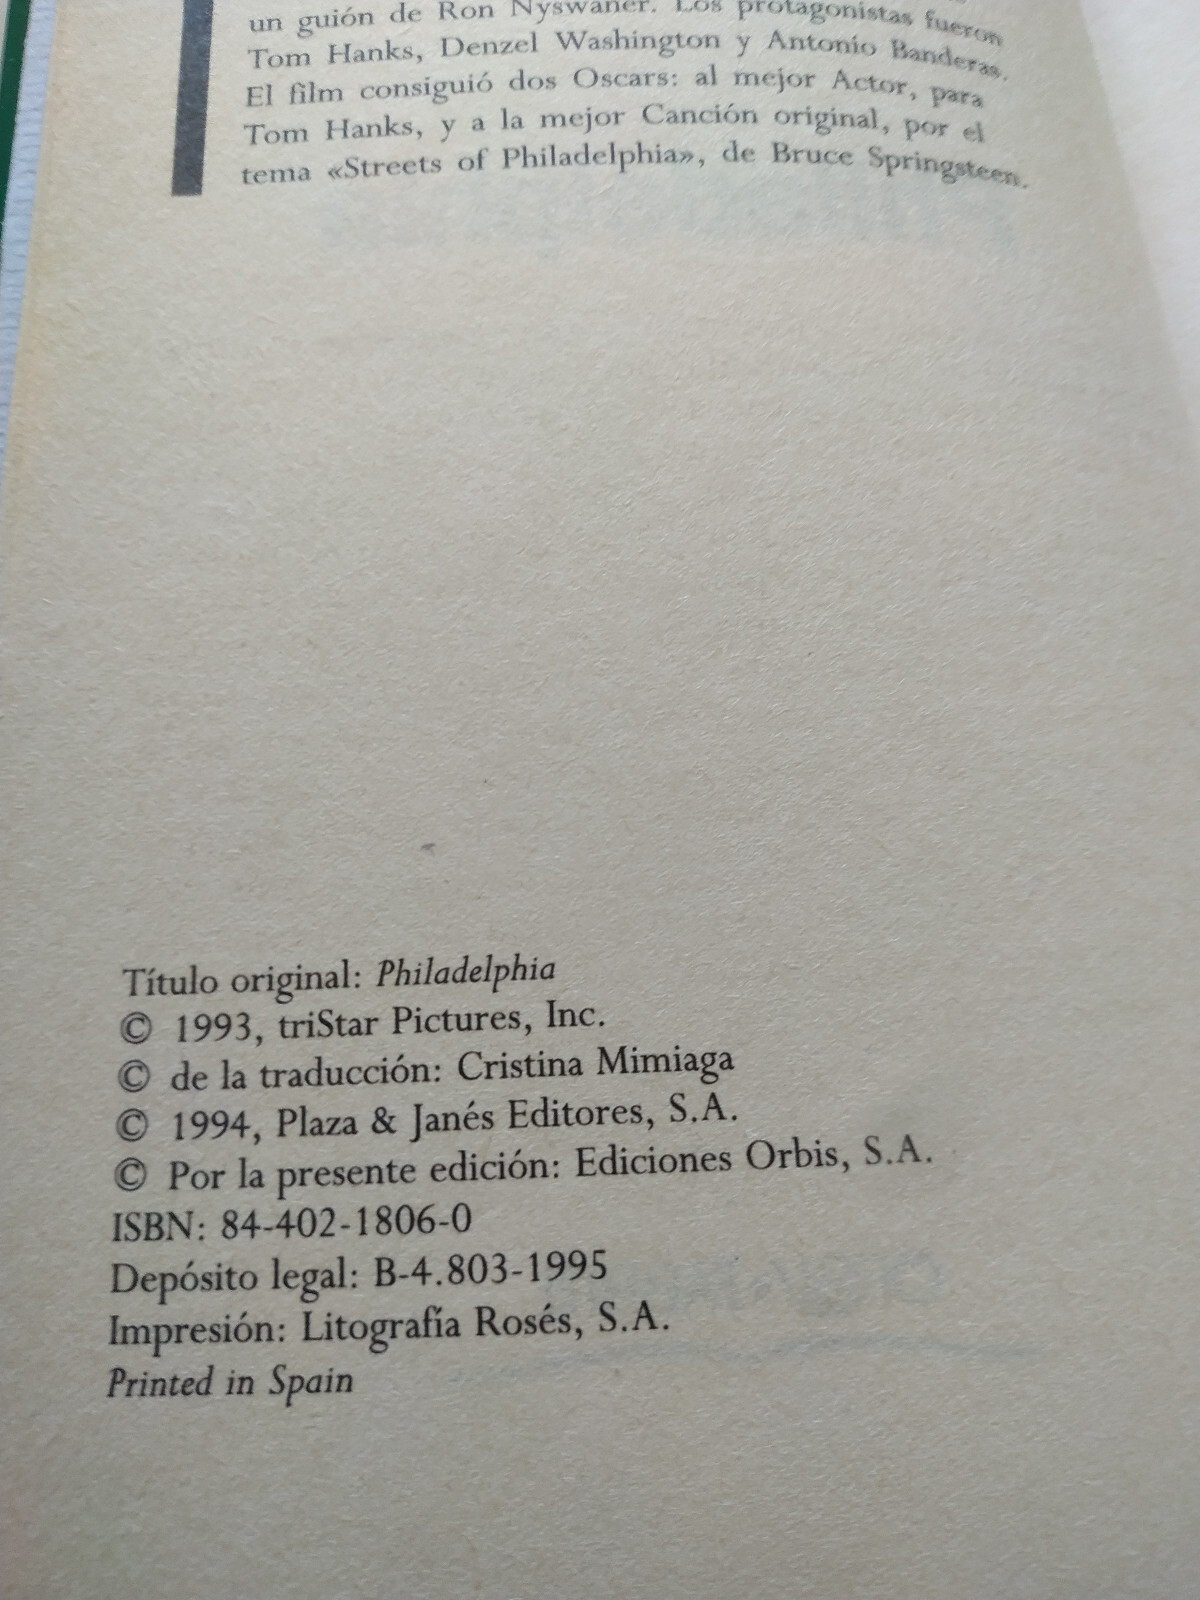 un guión de Ron Nyswaner. Los protagonistas fueron
Tom Hanks, Denzel Washington y Antonio Banderas.
El film consiguió dos Oscars: al mejor Actor, para
Tom Hanks, y a la mejor Canción original, por el
tema «Streets of Philadelphia», de Bruce Springsteen.
Título original: Philadelphia
© 1993, triStar Pictures, Inc.
© de la traducción: Cristina Mimiaga
© 1994, Plaza & Janés Editores, S.A.
© Por la presente edición: Ediciones Orbis, S.A.
ISBN: 84-402-1806-0
Depósito legal: B-4.803-1995
Impresión: Litografía Rosés, S.A.
Printed in Spain